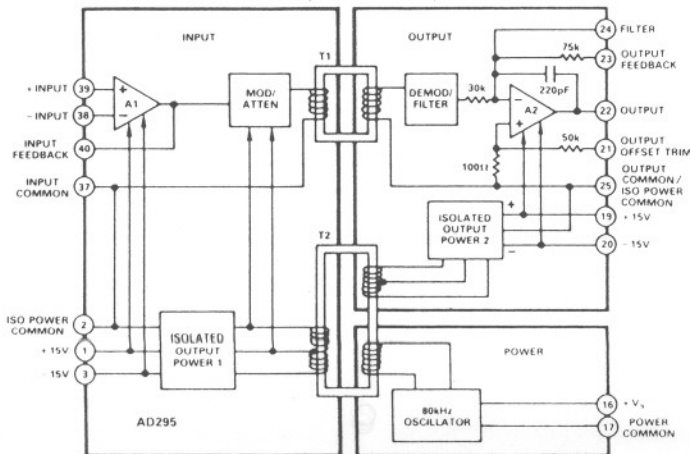 INPUT
OUTPUT
T1
24 FILTER
75k
23 OUTPUT FEEDBACK
220pF
30k
A2
22 OUTPUT
50k
21 OUTPUT OFFSET TRIM
100Ω
25 OUTPUT COMMON/ ISO POWER COMMON
+ INPUT 39
+
A1
- INPUT 38
−
INPUT FEEDBACK 40
INPUT COMMON 37
MOD/ ATTEN
DEMOD/ FILTER
−
+
T2
ISOLATED OUTPUT POWER 2
+
−
19 + 15V
20 - 15V
ISO POWER COMMON 2
+ 15V 1
- 15V 3
ISOLATED OUTPUT POWER 1
AD295
POWER
80kHz OSCILLATOR
16 + Vs
17 POWER COMMON